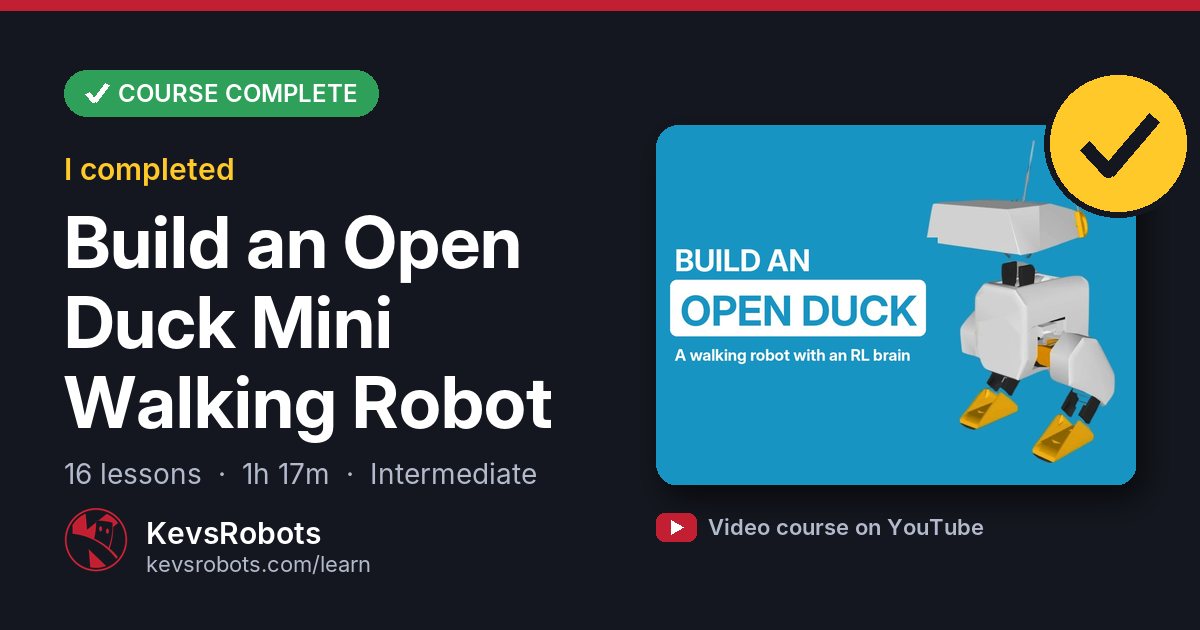 COURSE COMPLETE
I completed
Build an Open
Duck Mini
Walking Robot
16 lessons · 1h 17m · Intermediate
KevsRobots
kevsrobots.com/learn
BUILD AN
OPEN DUCK
A walking robot with an RL brain
Video course on YouTube